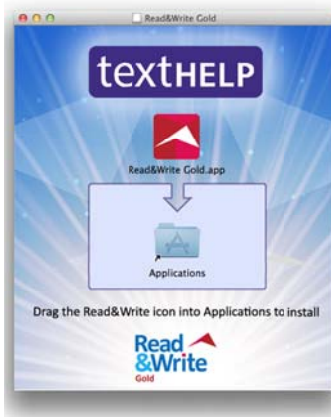 Read&Write Gold
textHELP
Read&Write Gold.app
Applications
Drag the Read&Write icon into Applications to install
Read
&Write
Gold